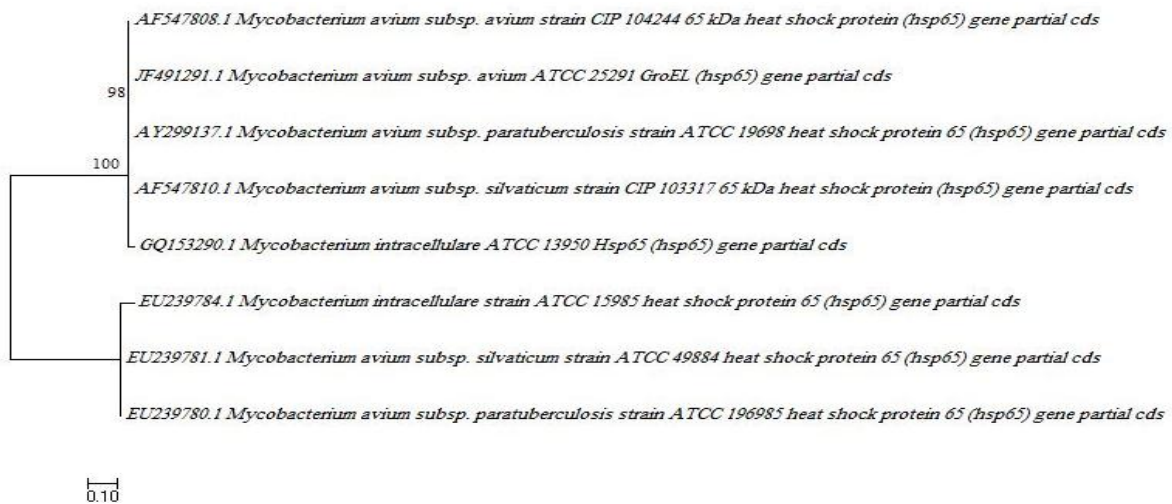 AF547808.1 Mycobacterium avium subsp. avium strain CIP 104244 65 kDa heat shock protein (hsp65) gene partial cds
JF491291.1 Mycobacterium avium subsp. avium ATCC 25291 GroEL (hsp65) gene partial cds
98
AY299137.1 Mycobacterium avium subsp. paratuberculosis strain ATCC 19698 heat shock protein 65 (hsp65) gene partial cds
100
AF547810.1 Mycobacterium avium subsp. silvaticum strain CIP 103317 65 kDa heat shock protein (hsp65) gene partial cds
GQ153290.1 Mycobacterium intracellulare ATCC 13950 Hsp65 (hsp65) gene partial cds
EU239784.1 Mycobacterium intracellulare strain ATCC 15985 heat shock protein 65 (hsp65) gene partial cds
EU239781.1 Mycobacterium avium subsp. silvaticum strain ATCC 49884 heat shock protein 65 (hsp65) gene partial cds
EU239780.1 Mycobacterium avium subsp. paratuberculosis strain ATCC 196985 heat shock protein 65 (hsp65) gene partial cds
0.10